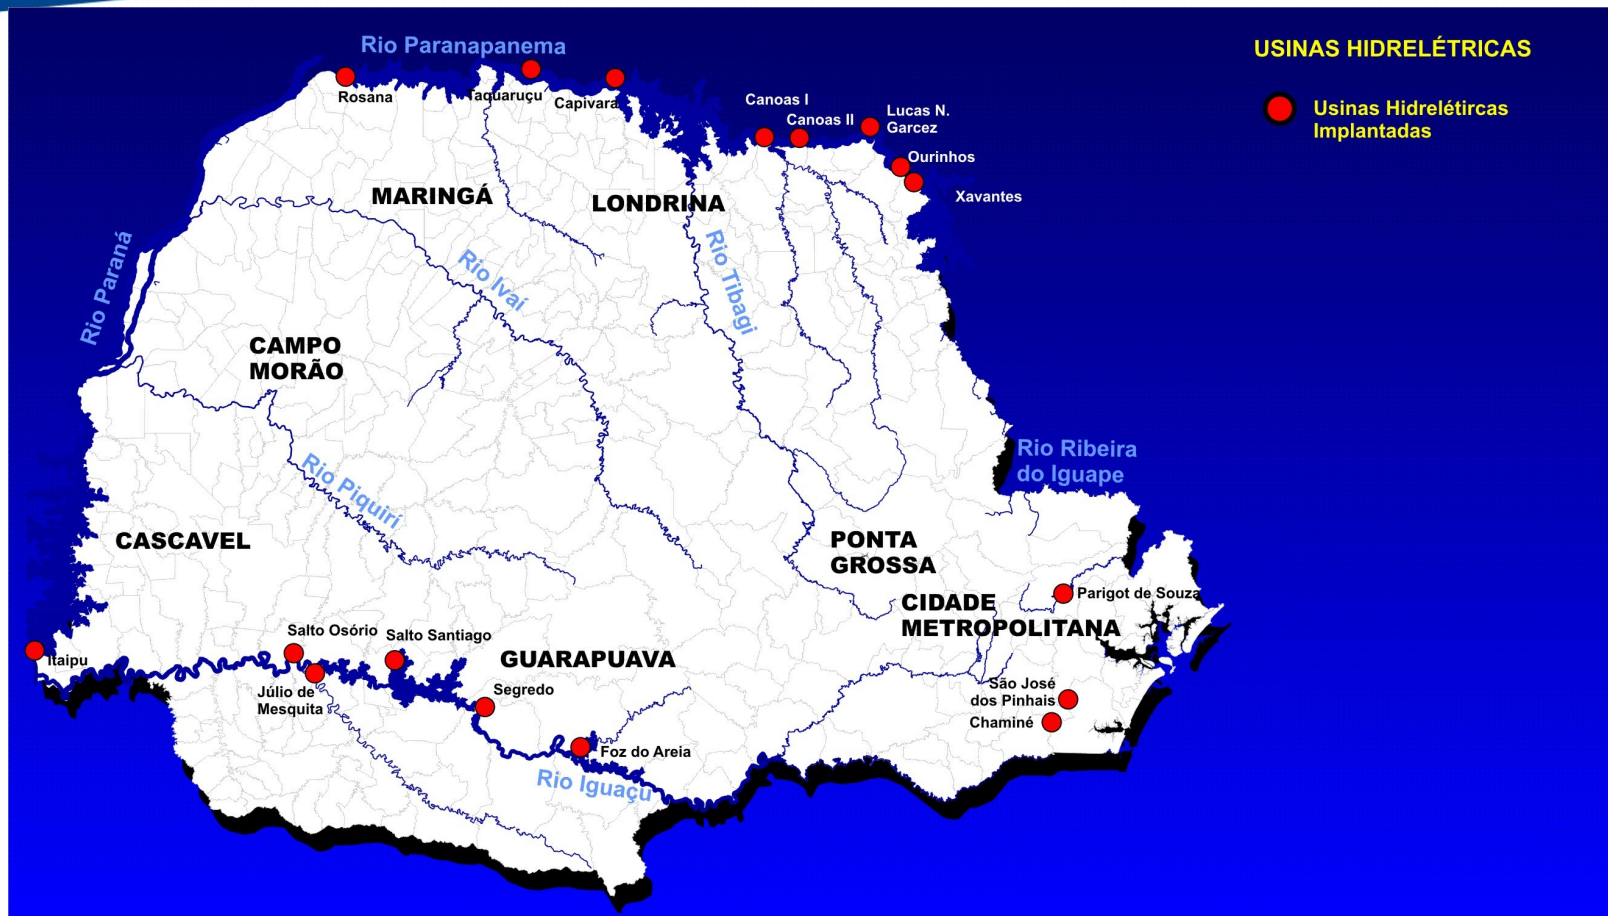 Rio Paranapanema
USINAS HIDRELÉTRICAS
Usinas Hidrelétircas
Implantadas
Rosana
Taquaruçu
Capivara
Canoas I
Canoas II
Lucas N.
Garcez
Ourinhos
Xavantes
MARINGÁ
LONDRINA
Rio Paraná
Rio Ivaí
Rio Tibagi
CAMPO
MORÃO
Rio Ribeira
do Iguape
Rio Piquirí
CASCAVEL
PONTA
GROSSA
Parigot de Souza
CIDADE
METROPOLITANA
Salto Osório
Salto Santiago
GUARAPUAVA
Itaipu
Júlio de
Mesquita
Segredo
São José
dos Pinhais
Chaminé
Foz do Areia
Rio Iguaçu